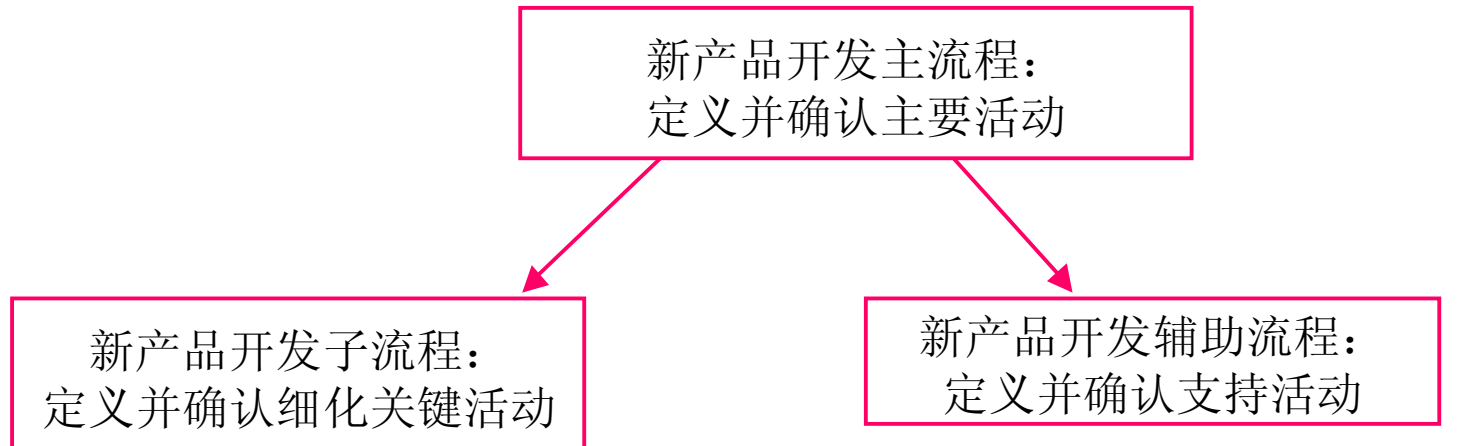 新产品开发主流程：
定义并确认主要活动
新产品开发子流程：
定义并确认细化关键活动
新产品开发辅助流程：
定义并确认支持活动